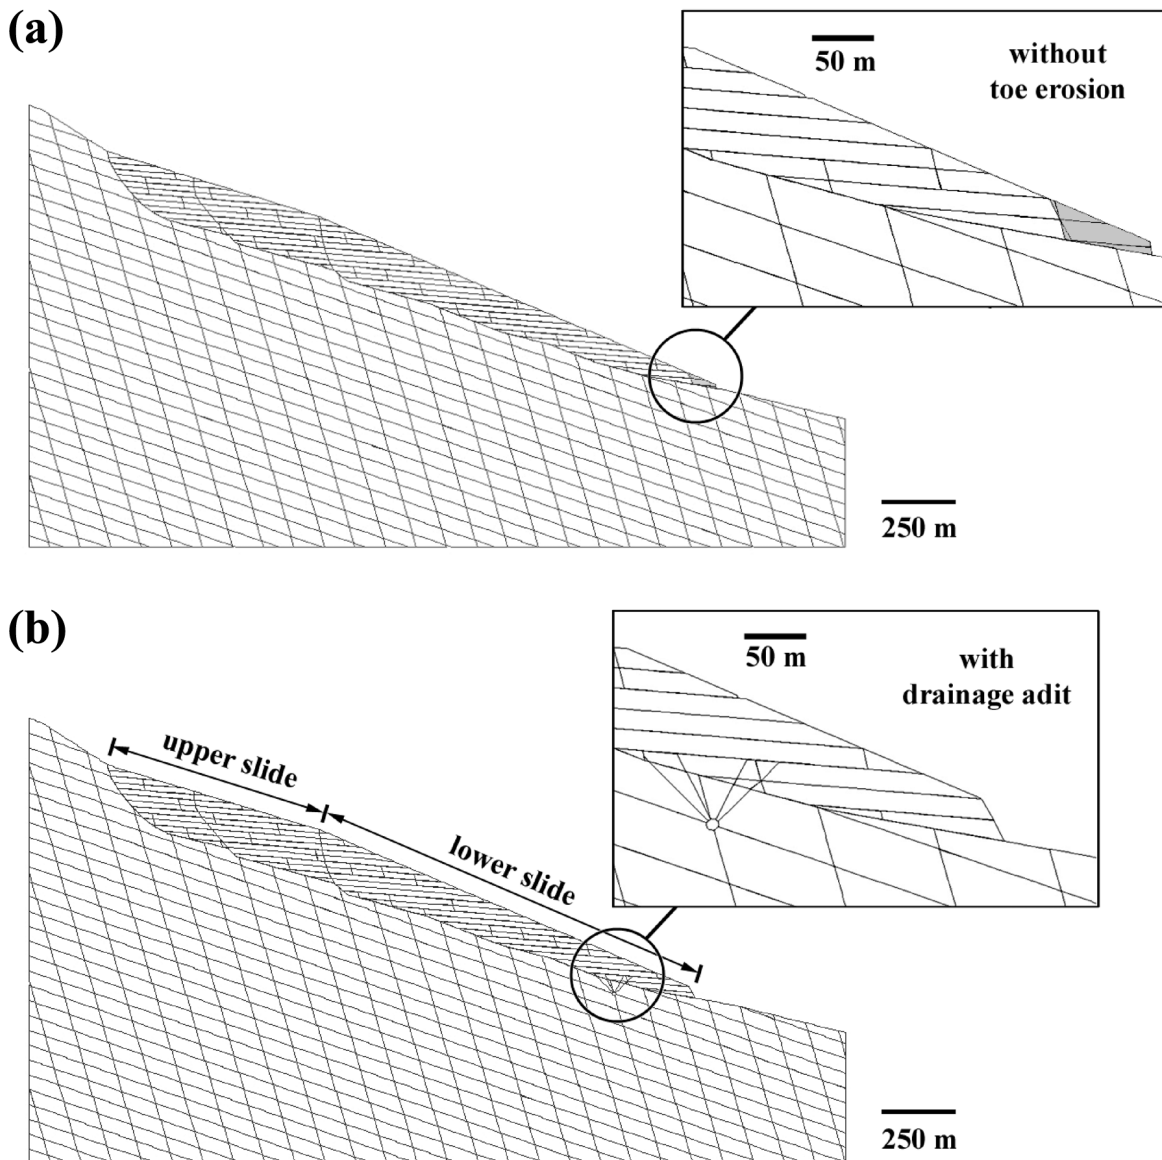 (a)
50 m
without
toe erosion
250 m
(b)
50 m
with
drainage adit
upper slide
lower slide
250 m